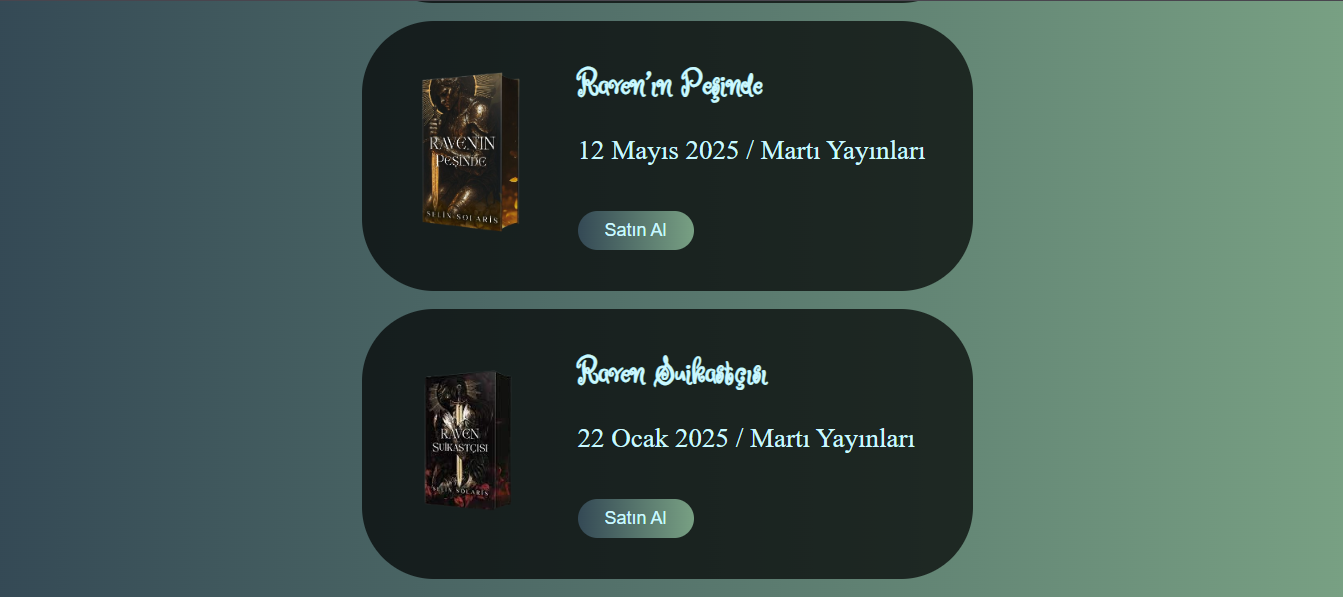 Raven'in Peşinde
12 Mayıs 2025 / Martı Yayınları
Satın Al
RAVEN'IN
PEŞİNDE
SELİN SOLARİS
Raven Suikastçısı
22 Ocak 2025 / Martı Yayınları
Satın Al
RAVEN
SUİKASTÇISI
SELİN SOLARİS